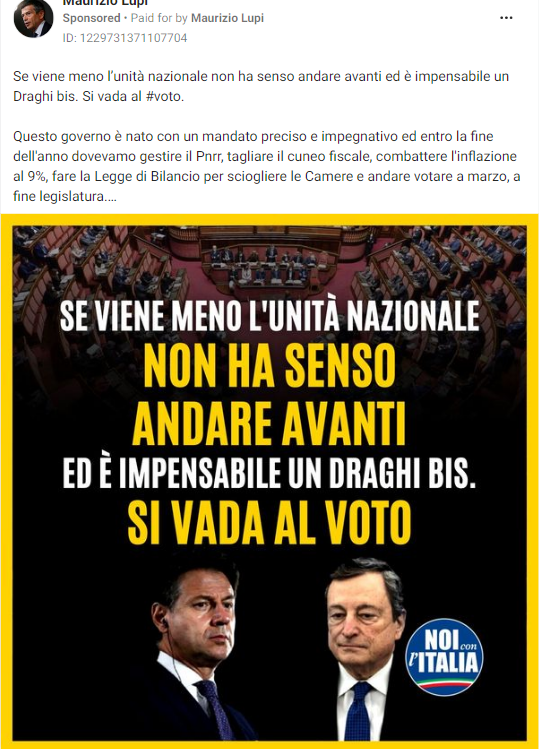 Maurizio Lupi
Sponsored • Paid for by Maurizio Lupi
ID: 1229731371107704
Se viene meno l'unità nazionale non ha senso andare avanti ed è impensabile un
Draghi bis. Si vada al #voto.
Questo governo è nato con un mandato preciso e impegnativo ed entro la fine
dell'anno dovevamo gestire il Pnrr, tagliare il cuneo fiscale, combattere l'inflazione
al 9%, fare la Legge di Bilancio per sciogliere le Camere e andare votare a marzo, a
fine legislatura....
SE VIENE MENO L'UNITÀ NAZIONALE
NON HA SENSO
ANDARE AVANTI
ED È IMPENSABILE UN DRAGHI BIS.
SI VADA AL VOTO
NOI con
l'ITALIA